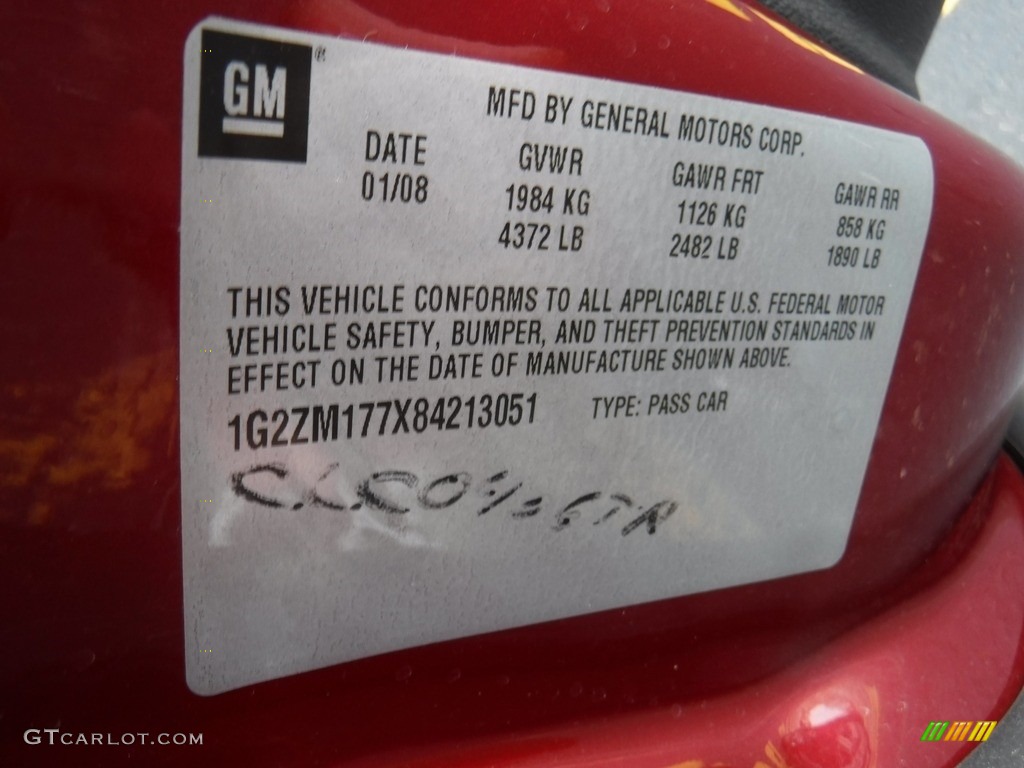 GM®
MFD BY GENERAL MOTORS CORP.
DATE GVWR GAWR FRT GAWR RR
01/08 1984 KG 1126 KG 858 KG
4372 LB 2482 LB 1890 LB
THIS VEHICLE CONFORMS TO ALL APPLICABLE U.S. FEDERAL MOTOR
VEHICLE SAFETY, BUMPER, AND THEFT PREVENTION STANDARDS IN
EFFECT ON THE DATE OF MANUFACTURE SHOWN ABOVE.
1G2ZM177X84213051 TYPE: PASS CAR
GTCARLOT.COM